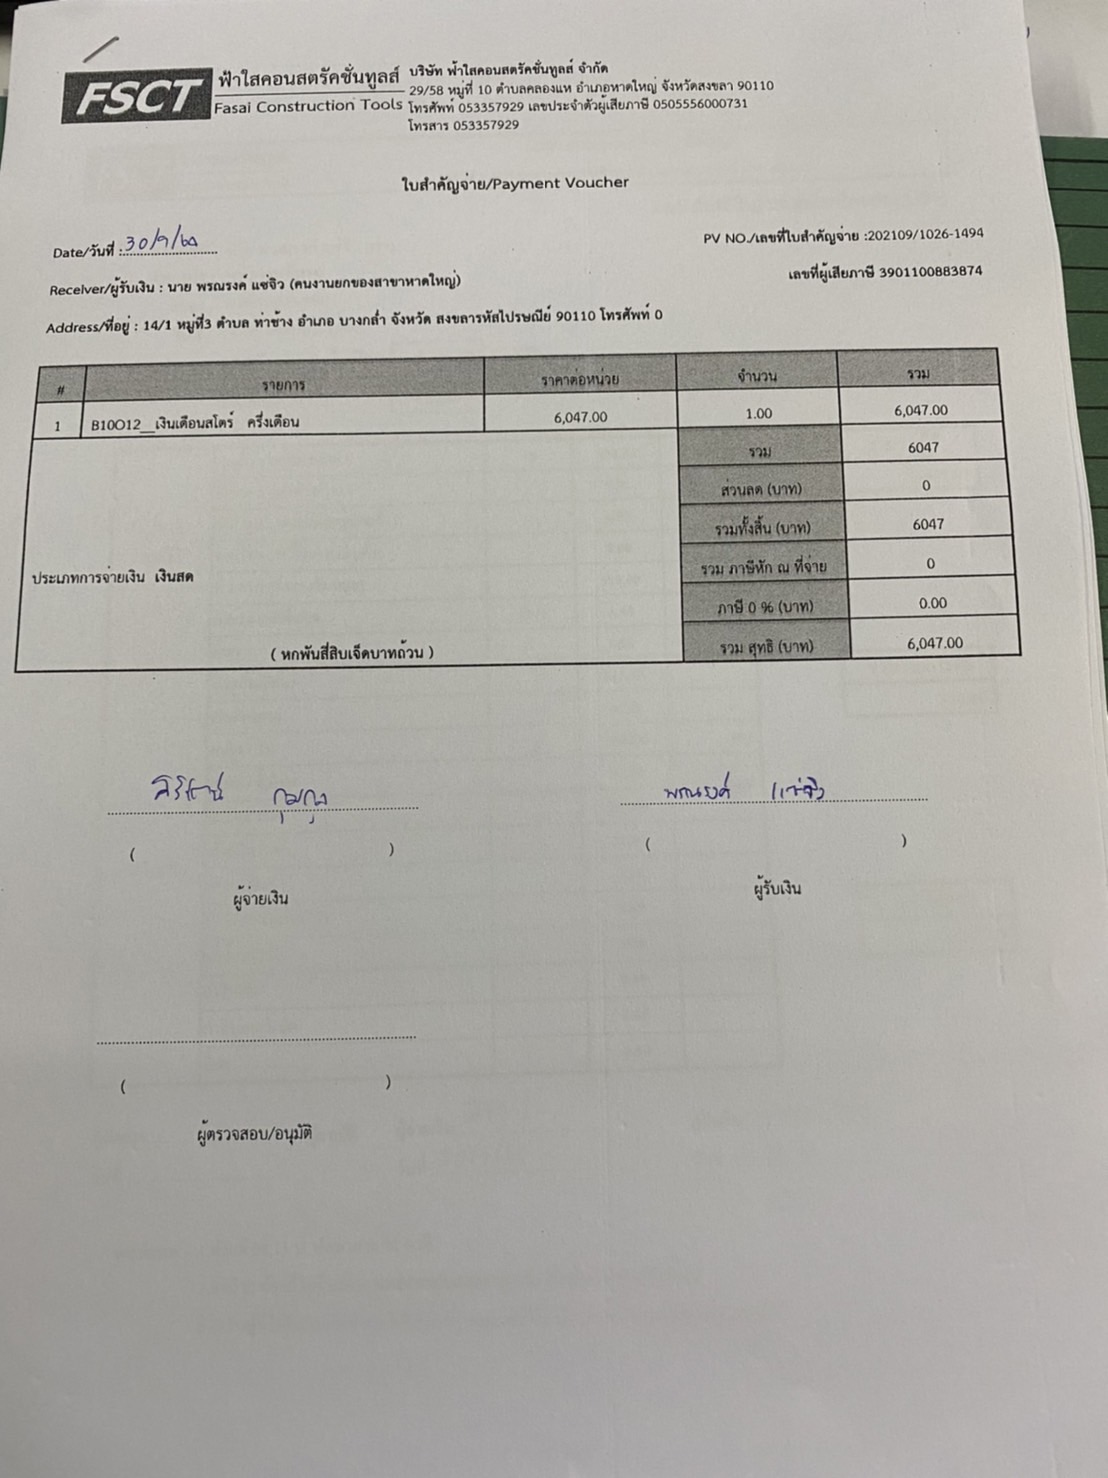 FSCT
ฟ้าใสคอนสตรัคชั่นทูลส์
Fasai Construction Tools
บริษัท ฟ้าใสคอนสตรัคชั่นทูลส์ จำกัด
29/58 หมู่ที่ 10 ตำบลคลองแห อำเภอหาดใหญ่ จังหวัดสงขลา 90110
โทรศัพท์ 053357929 เลขประจำตัวผู้เสียภาษี 0505556000731
โทรสาร 053357929
ใบสำคัญจ่าย/Payment Voucher
Date/วันที่ : 30/9/64
PV NO./เลขที่ใบสำคัญจ่าย :202109/1026-1494
Receiver/ผู้รับเงิน : นาย พรณรงค์ แซ่จิว (คนงานยกของสาขาหาดใหญ่)
เลขที่ผู้เสียภาษี 3901100883874
Address/ที่อยู่ : 14/1 หมู่ที่3 ตำบล ท่าช้าง อำเภอ บางกล่ำ จังหวัด สงขลารหัสไปรษณีย์ 90110 โทรศัพท์ 0
# รายการ ราคาต่อหน่วย จำนวน รวม
1 B10O12__เงินเดือนสโตร์ ครึ่งเดือน 6,047.00 1.00 6,047.00
รวม 6047
ส่วนลด (บาท) 0
รวมทั้งสิ้น (บาท) 6047
รวม ภาษีหัก ณ ที่จ่าย 0
ประเภทการจ่ายเงิน เงินสด
ภาษี 0 % (บาท) 0.00
( หกพันสี่สิบเจ็ดบาทถ้วน )
รวม สุทธิ (บาท) 6,047.00
พรณรงค์ แซ่จิว
( )
( )
ผู้จ่ายเงิน
ผู้รับเงิน
( )
ผู้ตรวจสอบ/อนุมัติ